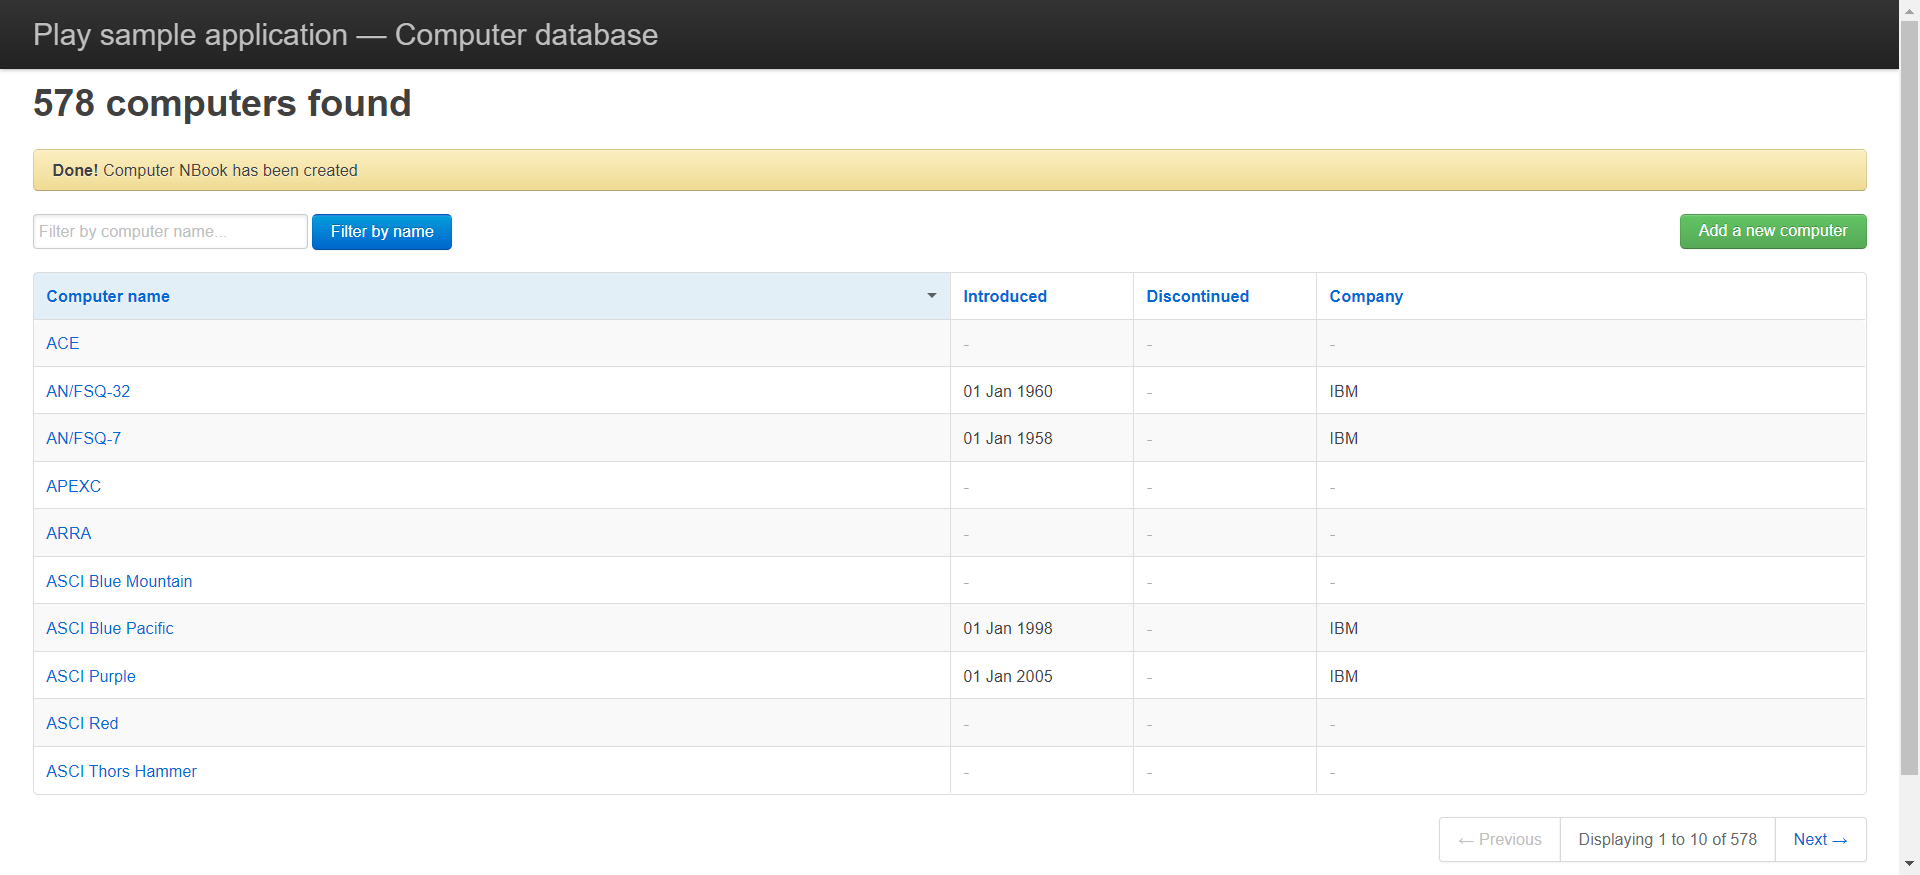 Play sample application — Computer database
578 computers found
Done! Computer NBook has been created
Filter by computer name... Filter by name Add a new computer
Computer name Introduced Discontinued Company
ACE - - -
AN/FSQ-32 01 Jan 1960 - IBM
AN/FSQ-7 01 Jan 1958 - IBM
APEXC - - -
ARRA - - -
ASCI Blue Mountain - - -
ASCI Blue Pacific 01 Jan 1998 - IBM
ASCI Purple 01 Jan 2005 - IBM
ASCI Red - - -
ASCI Thors Hammer - - -
← Previous Displaying 1 to 10 of 578 Next →